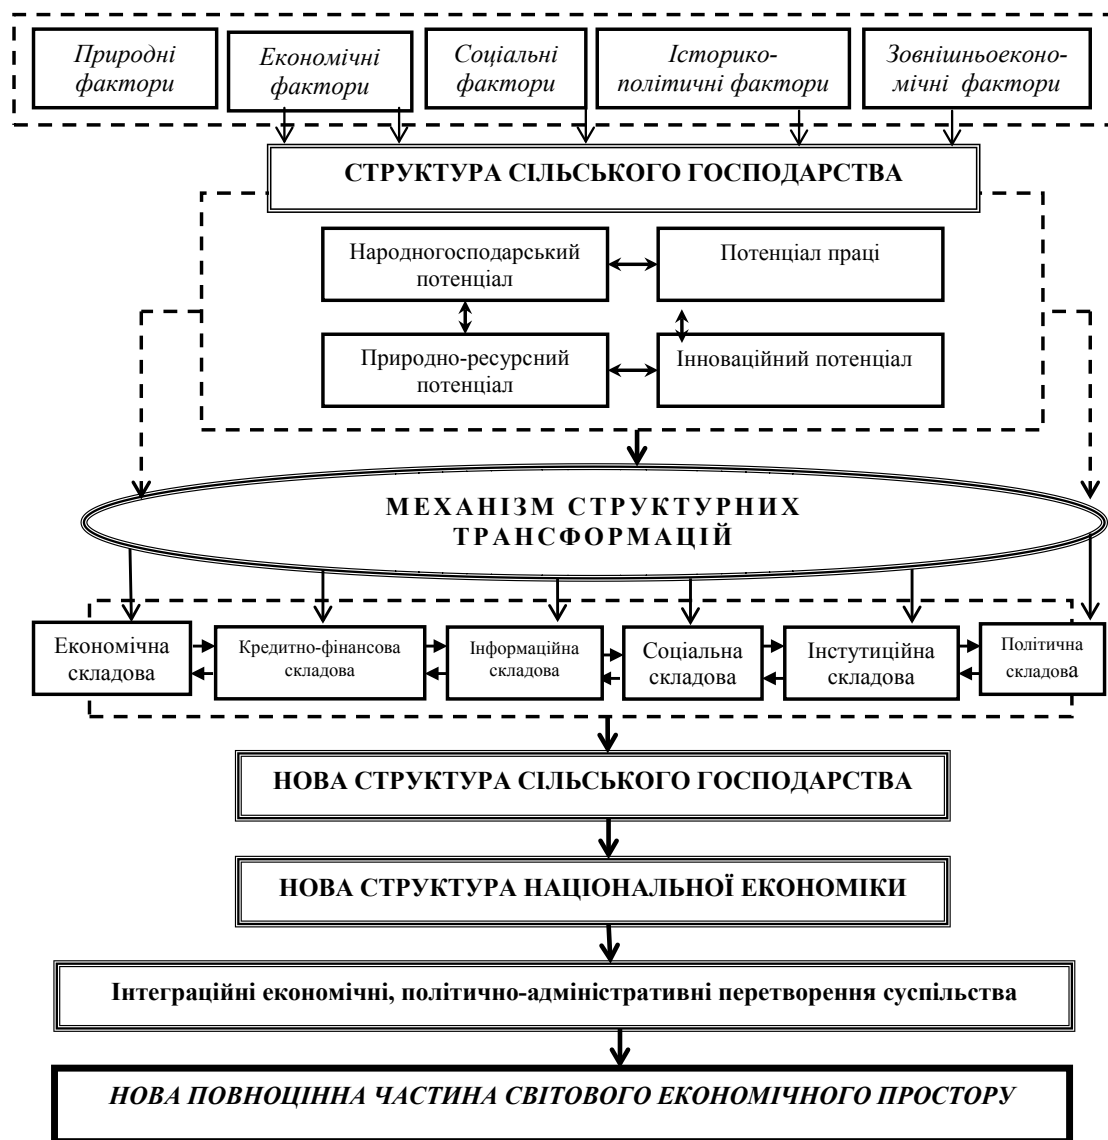 Природні
фактори
Економічні
фактори
Соціальні
фактори
Історико-
політичні фактори
Зовнішньоеконо-
мічні фактори
СТРУКТУРА СІЛЬСЬКОГО ГОСПОДАРСТВА
Народногосподарський
потенціал
Потенціал праці
Природно-ресурсний
потенціал
Інноваційний потенціал
МЕХАНІЗМ СТРУКТУРНИХ
ТРАНСФОРМАЦІЙ
Економічна
складова
Кредитно-фінансова
складова
Інформаційна
складова
Соціальна
складова
Інстутиційна
складова
Політична
складова
НОВА СТРУКТУРА СІЛЬСЬКОГО ГОСПОДАРСТВА
НОВА СТРУКТУРА НАЦІОНАЛЬНОЇ ЕКОНОМІКИ
Інтеграційні економічні, політично-адміністративні перетворення суспільства
НОВА ПОВНОЦІННА ЧАСТИНА СВІТОВОГО ЕКОНОМІЧНОГО ПРОСТОРУ